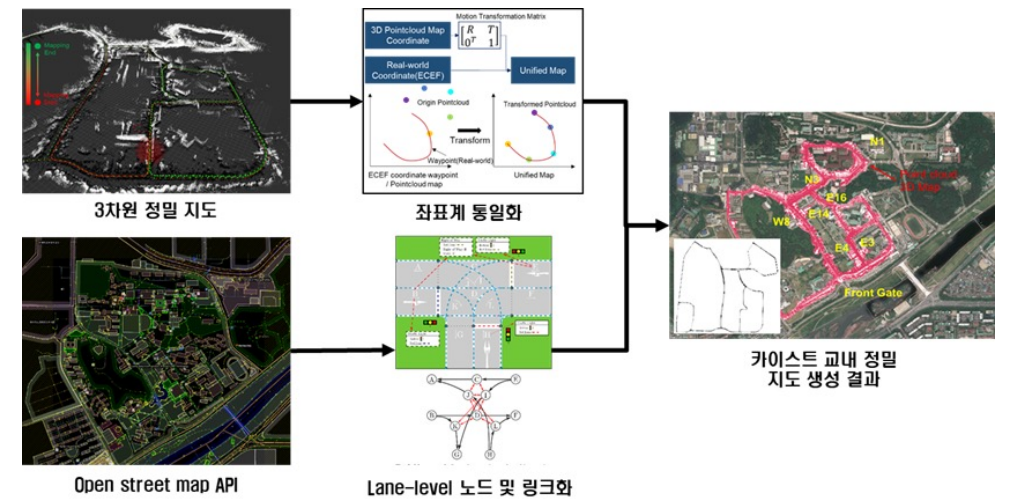 Mapping
End
3차원 정밀 지도
Motion Transformation Matrix
3D Pointcloud Map
Coordinate
R T
0ᵀ 1
Real-world
Coordinate(ECEF)
Unified Map
Origin Pointcloud
Transformed Pointcloud
Transform
Waypoint(Real-world)
ECEF coordinate waypoint
/ Pointcloud map
Unified Map
좌표계 통일화
Open street map API
A
C
E
J
I
B
D
F
K
L
G
H
Lane-level 노드 및 링크화
N1
N3
E16
E14
W8
E4
E3
Front Gate
카이스트 교내 정밀
지도 생성 결과